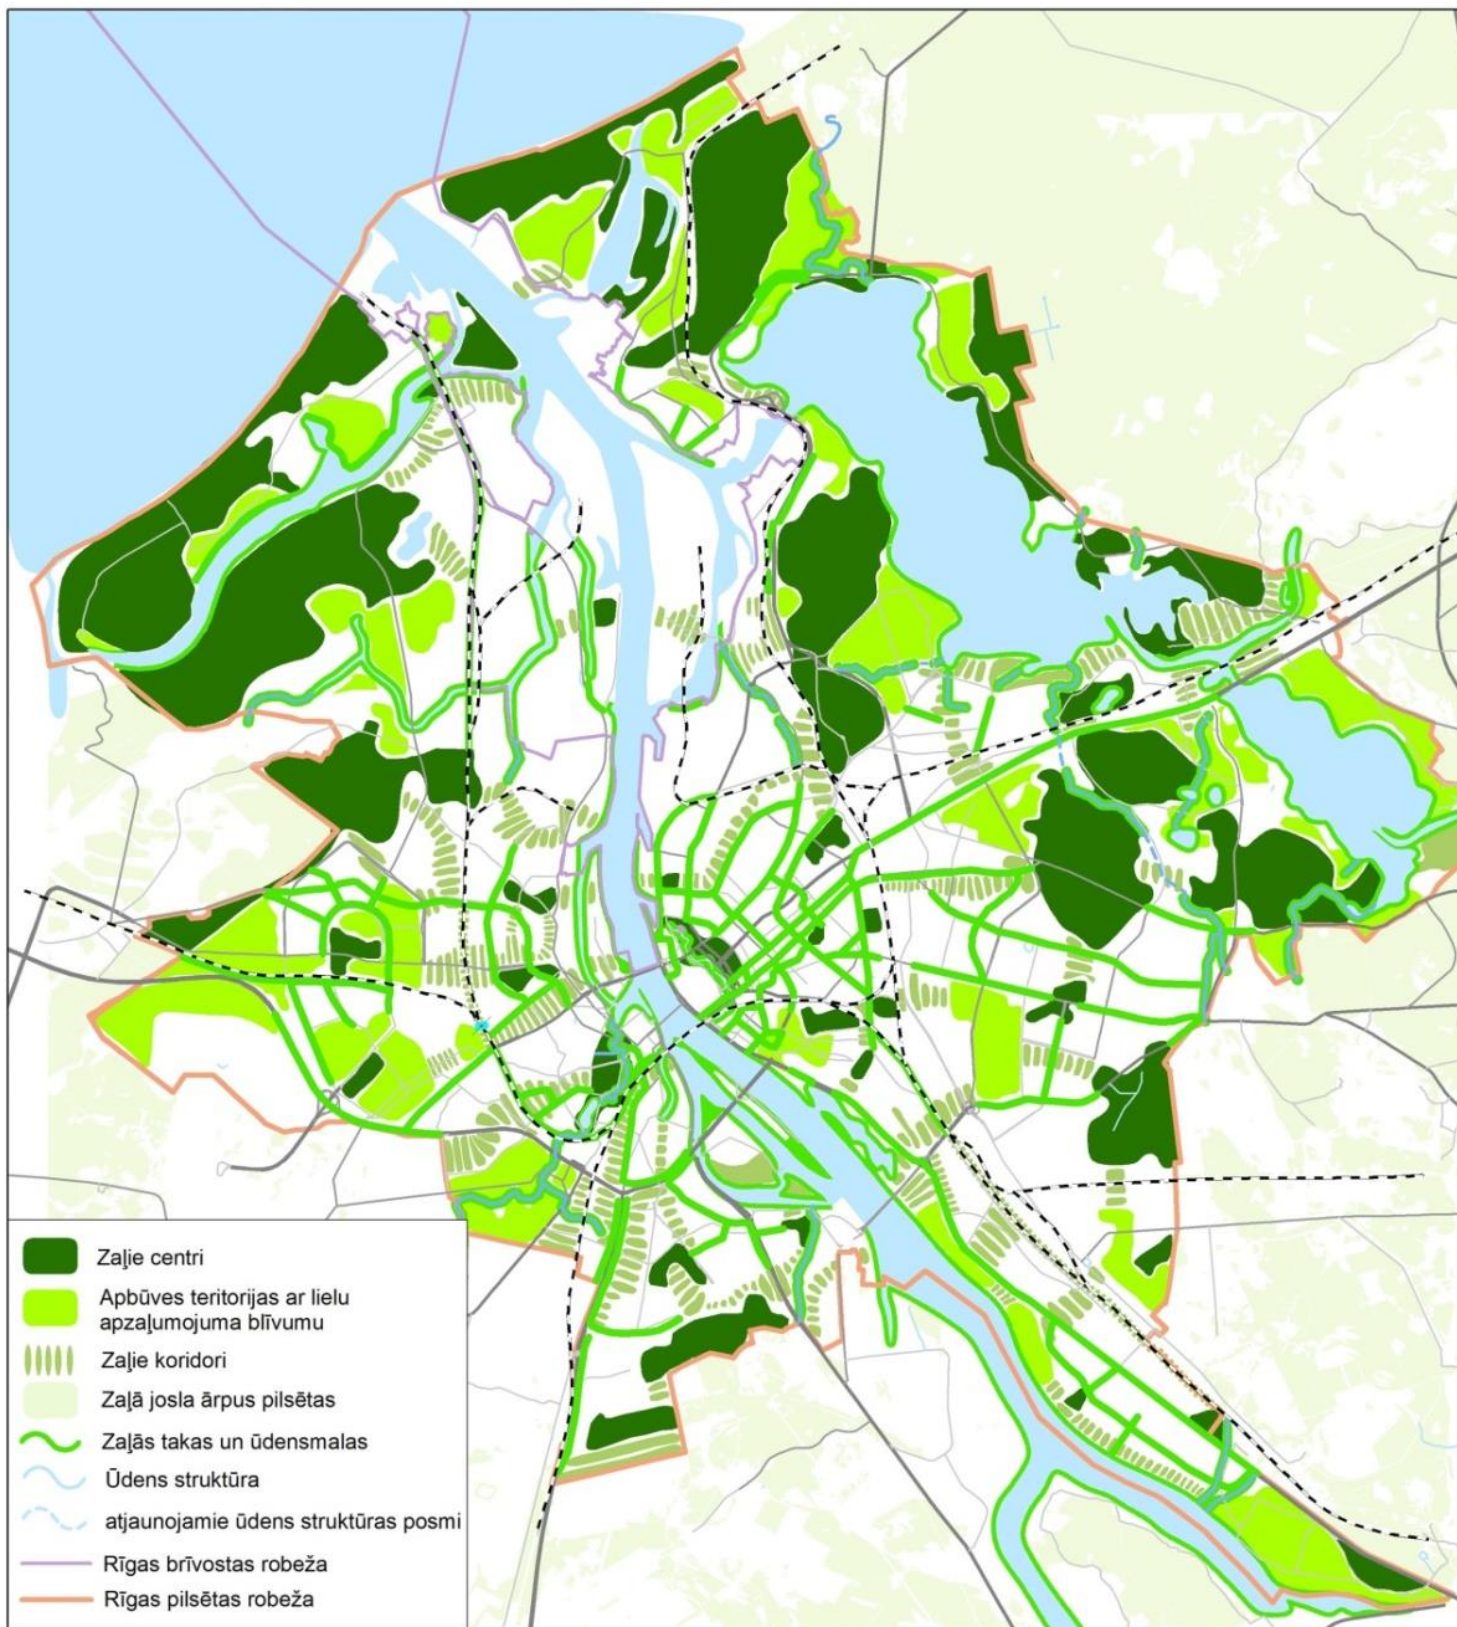 Zaļie centri
Apbūves teritorijas ar lielu
apzaļumojuma blīvumu
Zaļie koridori
Zaļā josla ārpus pilsētas
Zaļās takas un ūdensmalas
Ūdens struktūra
atjaunojamie ūdens struktūras posmi
Rīgas brīvostas robeža
Rīgas pilsētas robeža